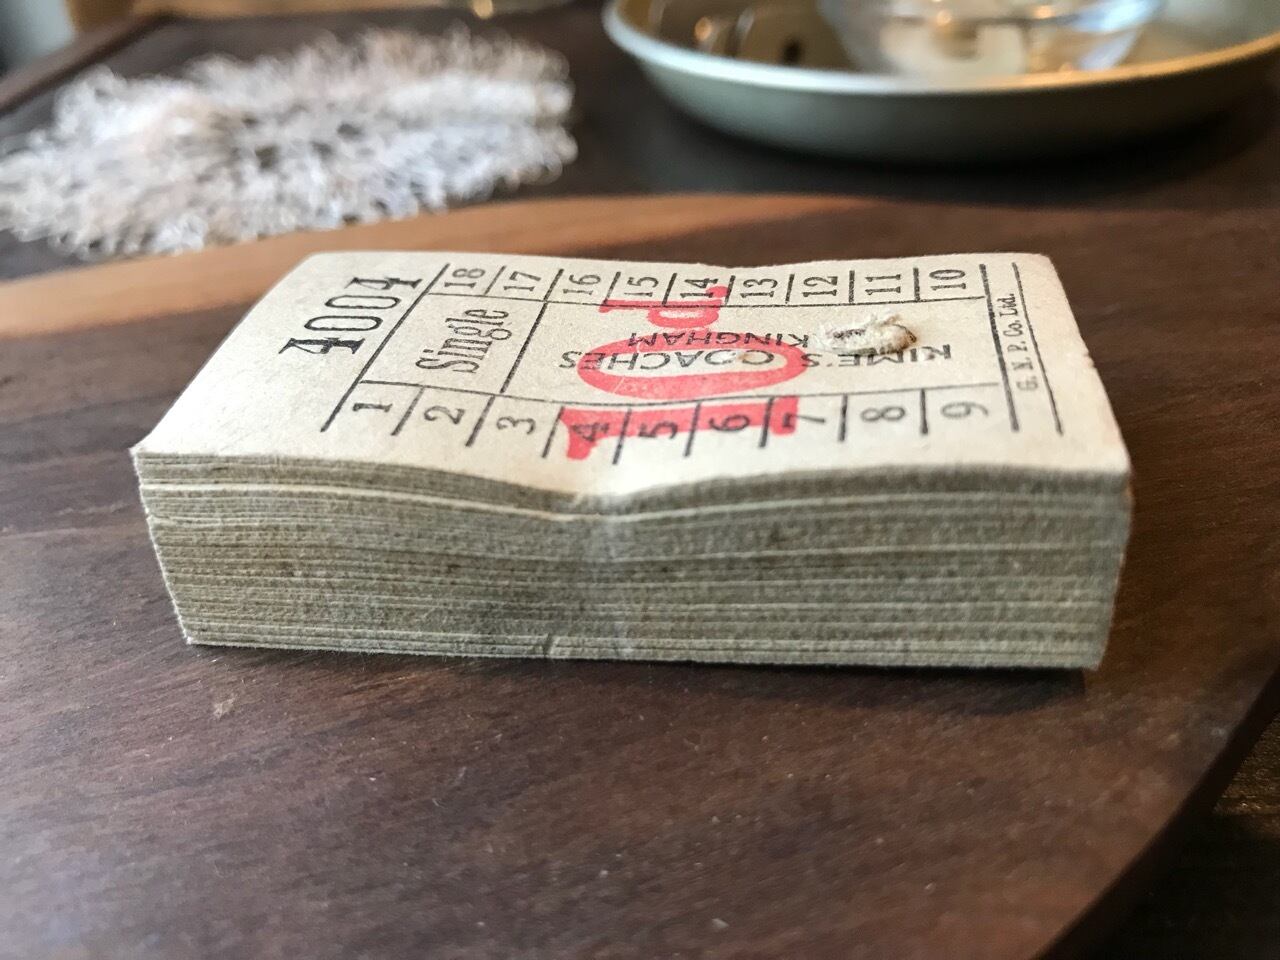 4004
18 17 16 15 14 13 12 11 10
Single
10d.
KIME'S COACHES
KINGHAM
1 2 3 4 5 6 7 8 9
G. N. P. Co. Ltd.